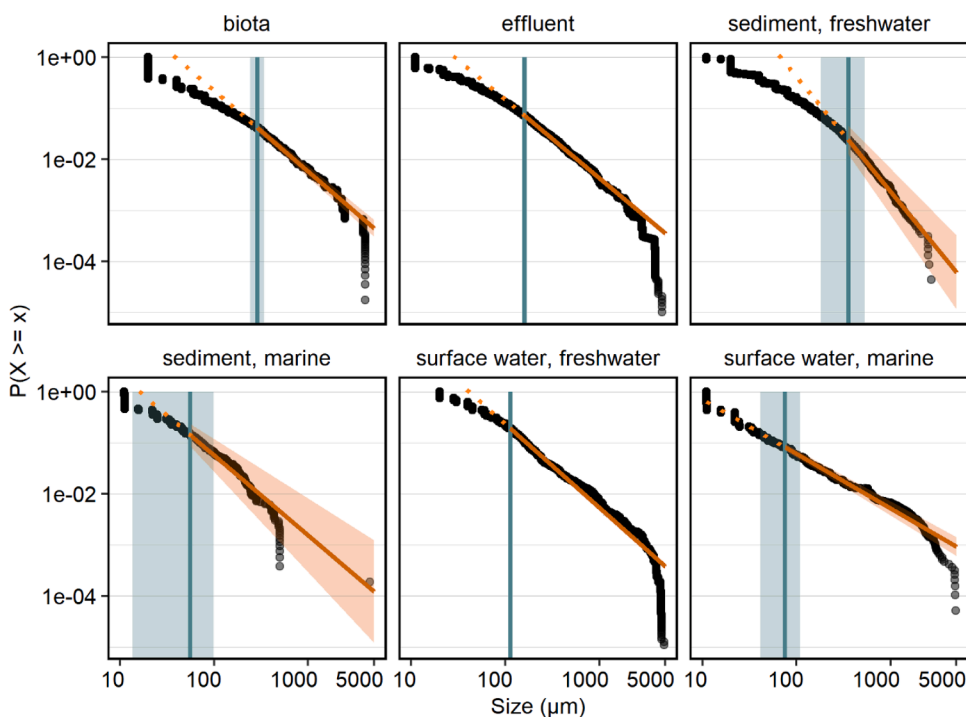 biota effluent sediment, freshwater
1e+00
1e-02
1e-04
P(X >= x)
sediment, marine surface water, freshwater surface water, marine
1e+00
1e-02
1e-04
10 100 1000 5000 10 100 1000 5000 10 100 1000 5000
Size (µm)